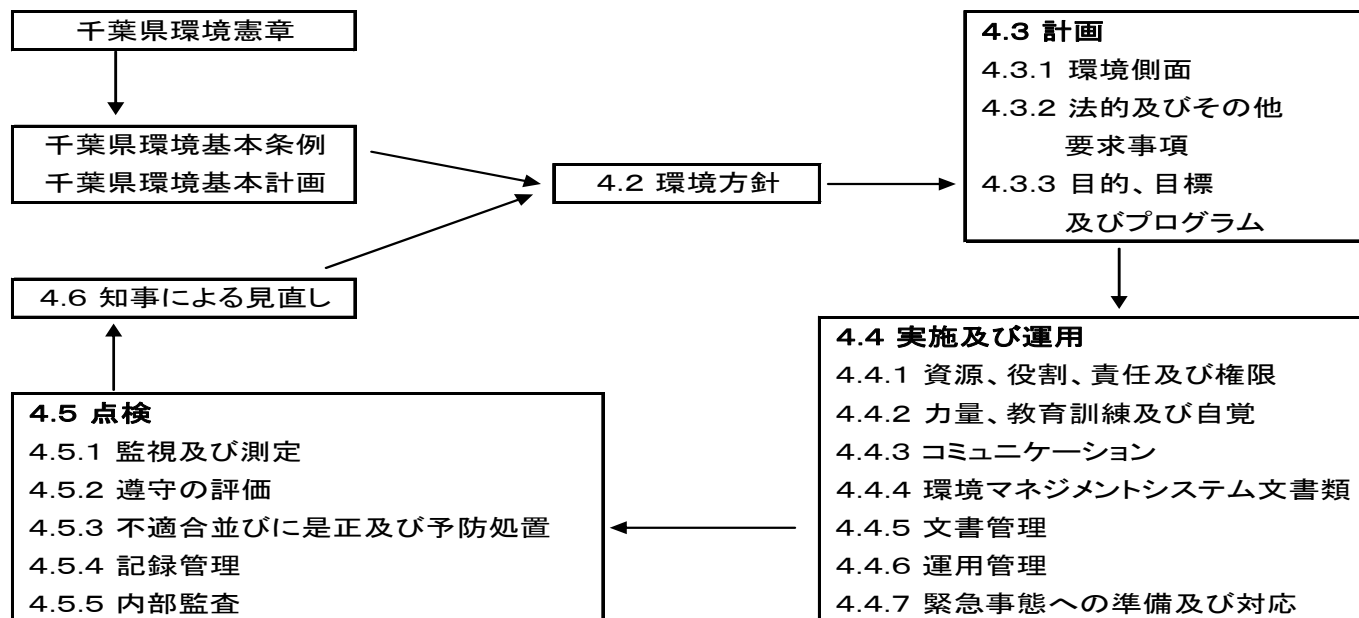 千葉県環境憲章
千葉県環境基本条例
千葉県環境基本計画
4.2 環境方針
4.3 計画
4.3.1 環境側面
4.3.2 法的及びその他
要求事項
4.3.3 目的、目標
及びプログラム
4.6 知事による見直し
4.4 実施及び運用
4.4.1 資源、役割、責任及び権限
4.4.2 力量、教育訓練及び自覚
4.4.3 コミュニケーション
4.4.4 環境マネジメントシステム文書類
4.4.5 文書管理
4.4.6 運用管理
4.4.7 緊急事態への準備及び対応
4.5 点検
4.5.1 監視及び測定
4.5.2 遵守の評価
4.5.3 不適合並びに是正及び予防処置
4.5.4 記録管理
4.5.5 内部監査